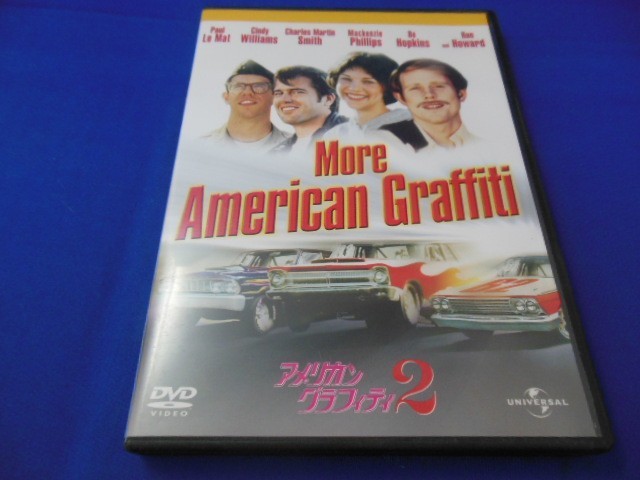 Paul Le Mat
Cindy Williams
Charles Martin Smith
Mackenzie Phillips
Bo Hopkins
AND Ron Howard
More
American Graffiti
アメリカン
グラフィティ2
DVD
VIDEO
UNIVERSAL